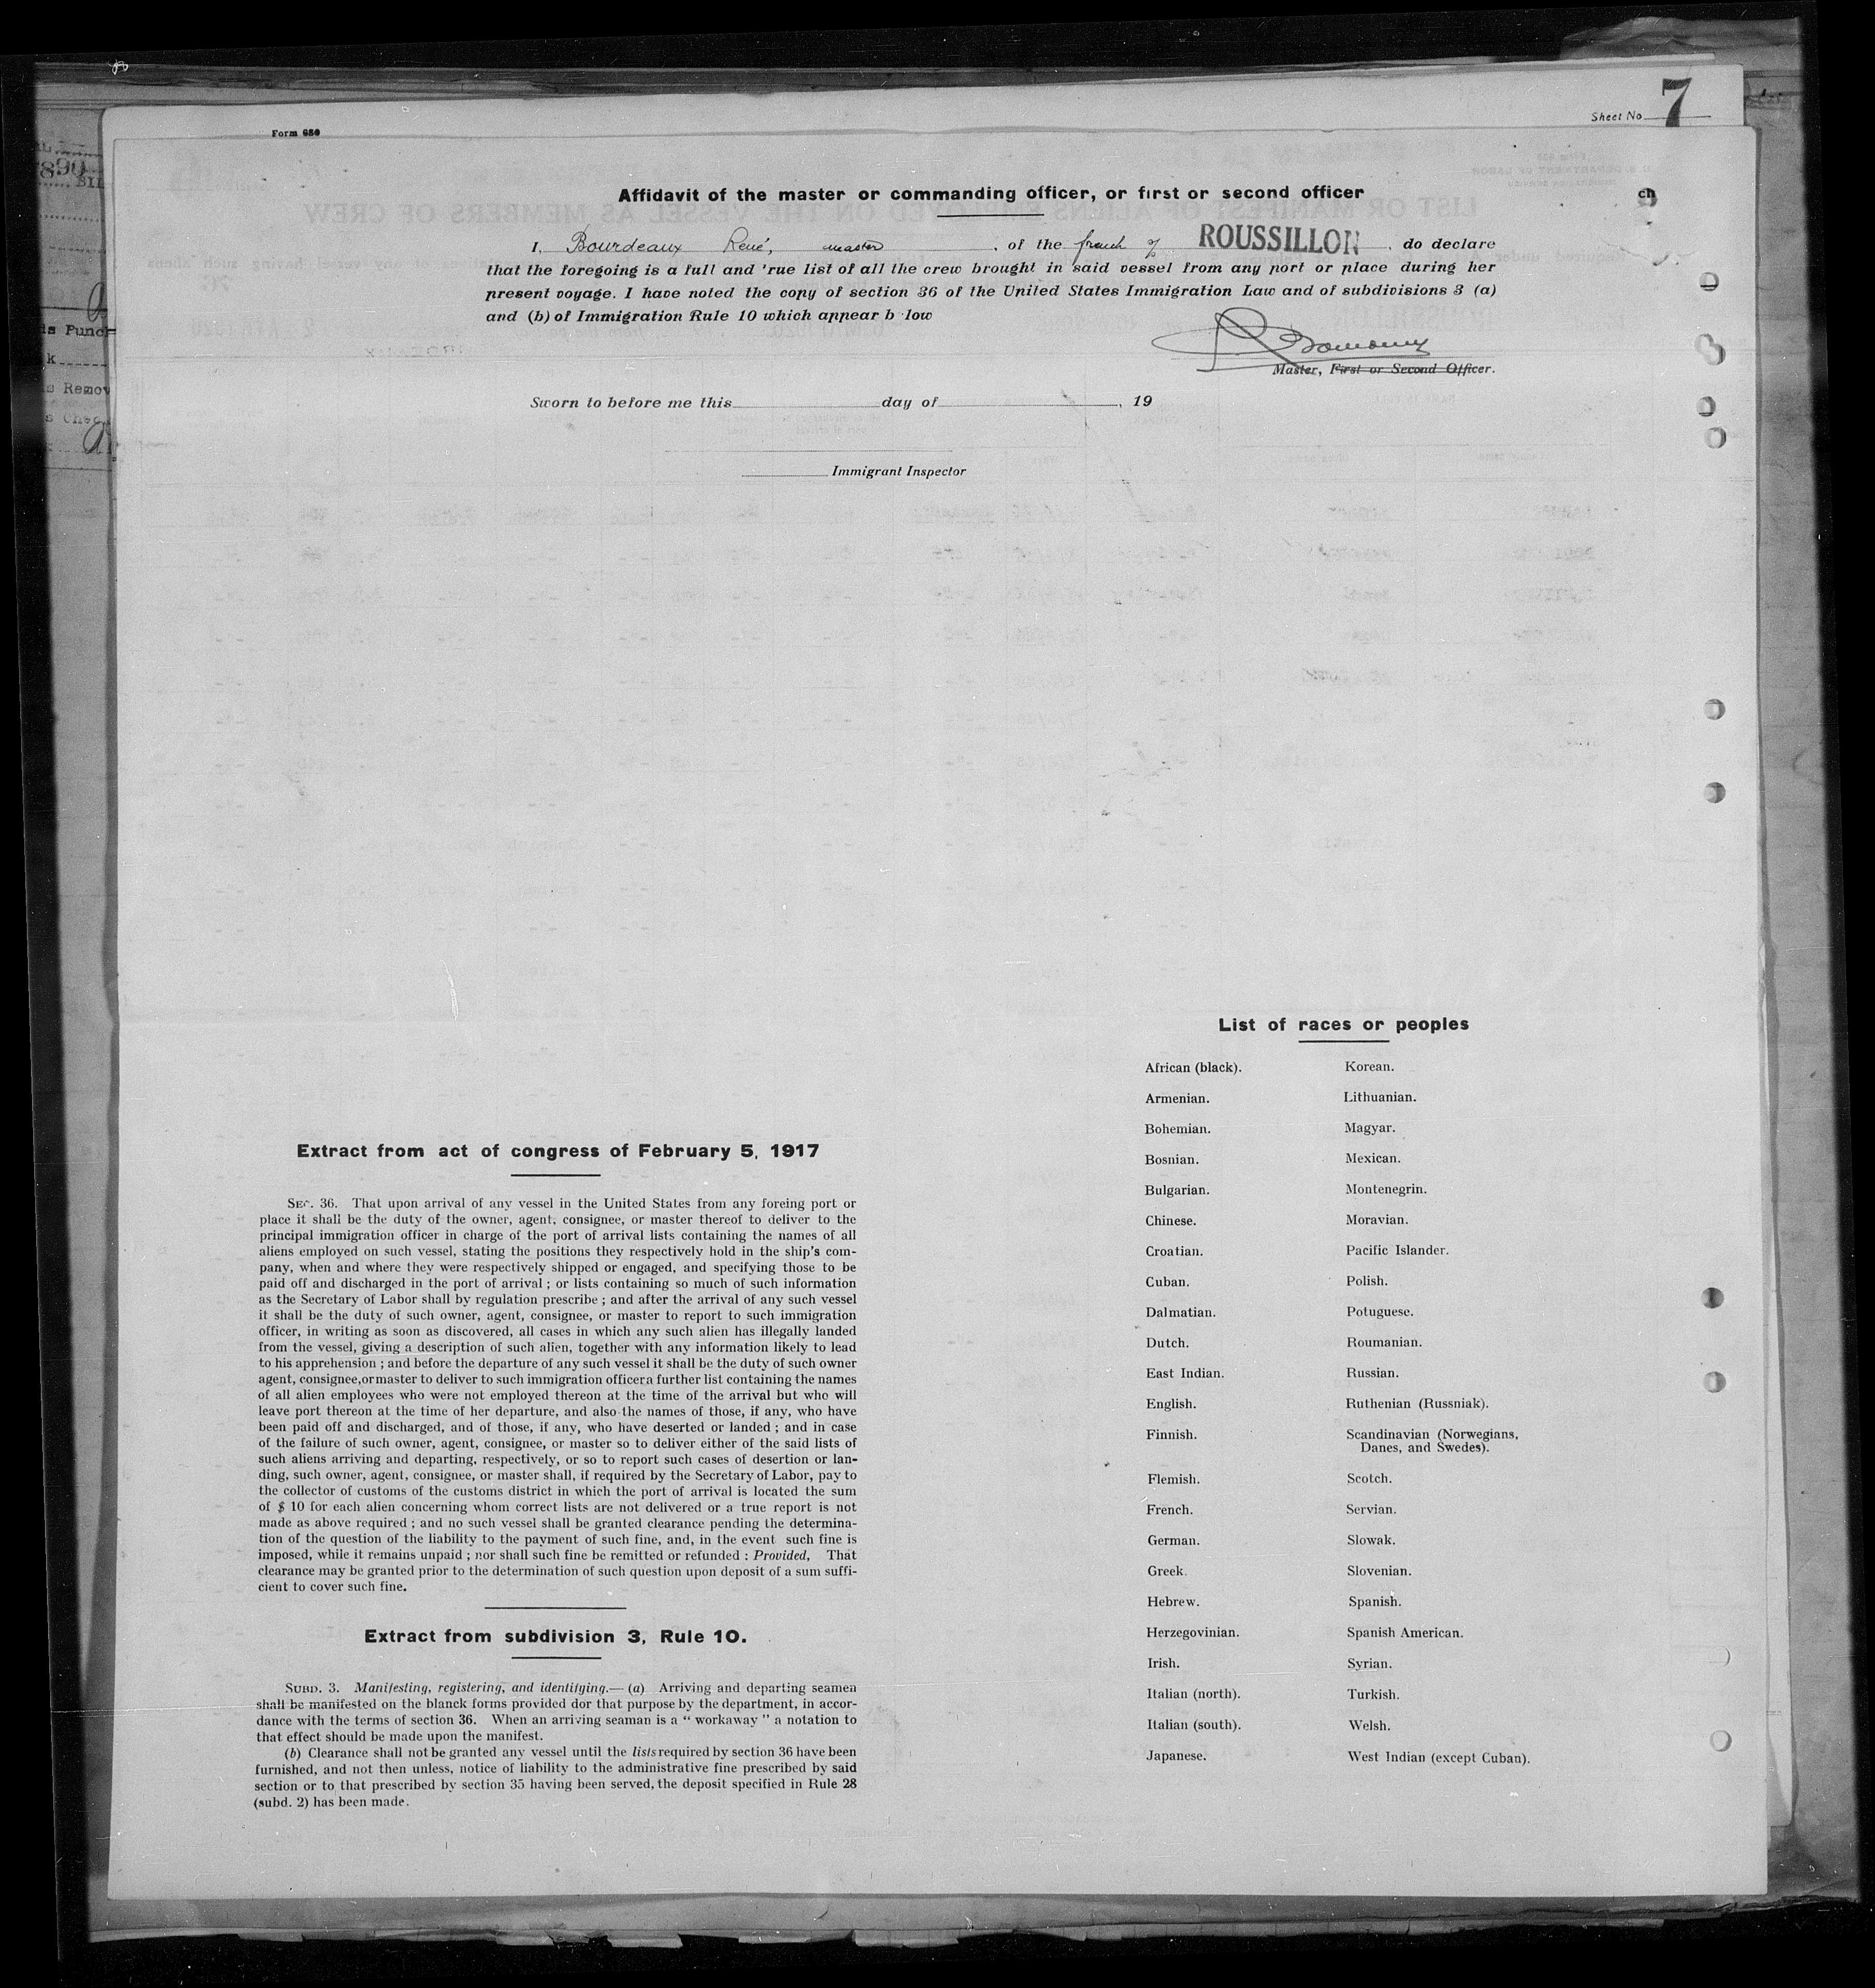 Form 680
Sheet No 7
Affidavit of the master or commanding officer, or first or second officer
I, Bourdeaux René, master, of the french ROUSSILLON, do declare
that the foregoing is a full and 'rue list of all the crew brought in said vessel from any port or place during her
present voyage. I have noted the copy of section 36 of the United States Immigration Law and of subdivisions 3 (a)
and (b) of Immigration Rule 10 which appear b low
Master, First or Second Officer.
Sworn to before me this day of , 19
Immigrant Inspector
Extract from act of congress of February 5, 1917
SEC. 36. That upon arrival of any vessel in the United States from any foreing port or
place it shall be the duty of the owner, agent, consignee, or master thereof to deliver to the
principal immigration officer in charge of the port of arrival lists containing the names of all
aliens employed on such vessel, stating the positions they respectively hold in the ship's com-
pany, when and where they were respectively shipped or engaged, and specifying those to be
paid off and discharged in the port of arrival ; or lists containing so much of such information
as the Secretary of Labor shall by regulation prescribe ; and after the arrival of any such vessel
it shall be the duty of such owner, agent, consignee, or master to report to such immigration
officer, in writing as soon as discovered, all cases in which any such alien has illegally landed
from the vessel, giving a description of such alien, together with any information likely to lead
to his apprehension ; and before the departure of any such vessel it shall be the duty of such owner
agent, consignee,ormaster to deliver to such immigration officera further list containing the names
of all alien employees who were not employed thereon at the time of the arrival but who will
leave port thereon at the time of her departure, and also the names of those, if any, who have
been paid off and discharged, and of those, if any, who have deserted or landed ; and in case
of the failure of such owner, agent, consignee, or master so to deliver either of the said lists of
such aliens arriving and departing, respectively, or so to report such cases of desertion or lan-
ding, such owner, agent, consignee, or master shall, if required by the Secretary of Labor, pay to
the collector of customs of the customs district in which the port of arrival is located the sum
of $ 10 for each alien concerning whom correct lists are not delivered or a true report is not
made as above required ; and no such vessel shall be granted clearance pending the determina-
tion of the question of the liability to the payment of such fine, and, in the event such fine is
imposed, while it remains unpaid ; nor shall such fine be remitted or refunded : Provided, That
clearance may be granted prior to the determination of such question upon deposit of a sum suffi-
cient to cover such fine.
Extract from subdivision 3, Rule 10.
SUBD. 3. Manifesting, registering, and identifying.— (a) Arriving and departing seamen
shall be manifested on the blanck forms provided dor that purpose by the department, in accor-
dance with the terms of section 36. When an arriving seaman is a " workaway " a notation to
that effect should be made upon the manifest.
(b) Clearance shall not be granted any vessel until the lists required by section 36 have been
furnished, and not then unless, notice of liability to the administrative fine prescribed by said
section or to that prescribed by section 35 having been served, the deposit specified in Rule 28
(subd. 2) has been made.
List of races or peoples
African (black).
Armenian.
Bohemian.
Bosnian.
Bulgarian.
Chinese.
Croatian.
Cuban.
Dalmatian.
Dutch.
East Indian.
English.
Finnish.
Flemish.
French.
German.
Greek.
Hebrew.
Herzegovinian.
Irish.
Italian (north).
Italian (south).
Japanese.
Korean.
Lithuanian.
Magyar.
Mexican.
Montenegrin.
Moravian.
Pacific Islander.
Polish.
Potuguese.
Roumanian.
Russian.
Ruthenian (Russniak).
Scandinavian (Norwegians,
Danes, and Swedes).
Scotch.
Servian.
Slowak.
Slovenian.
Spanish.
Spanish American.
Syrian.
Turkish.
Welsh.
West Indian (except Cuban).